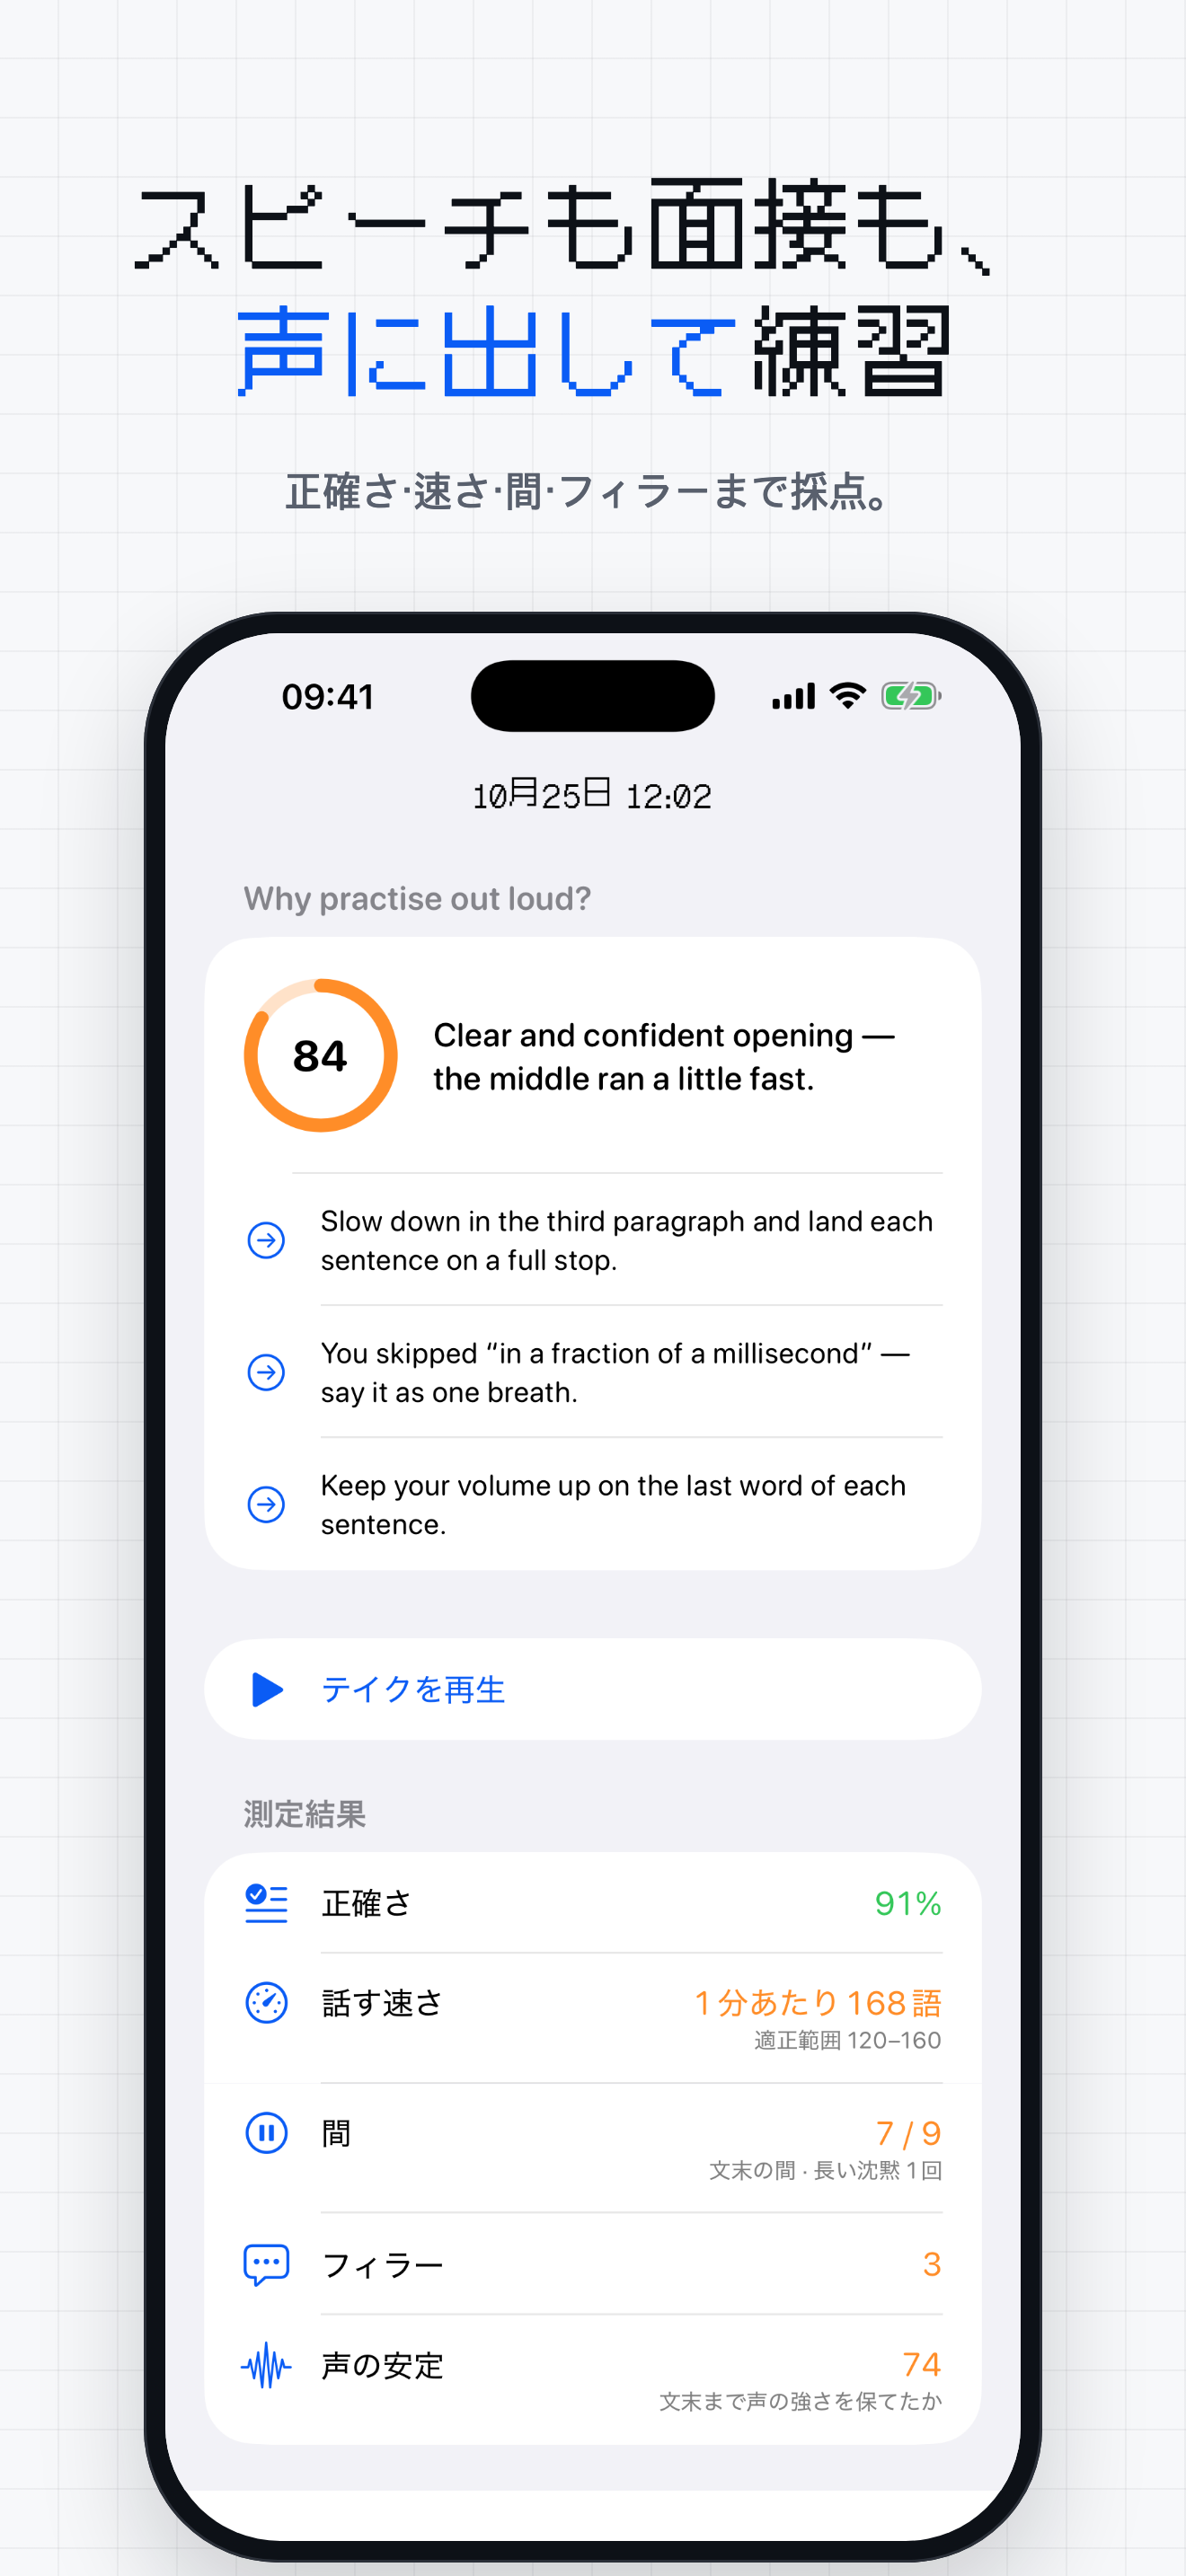 スピーチも面接も、
声に出して練習
正確さ·速さ·間·フィラーまで採点。
09:41
10月25日 12:02
Why practise out loud?
84
Clear and confident opening —
the middle ran a little fast.
Slow down in the third paragraph and land each
sentence on a full stop.
You skipped “in a fraction of a millisecond” —
say it as one breath.
Keep your volume up on the last word of each
sentence.
テイクを再生
測定結果
正確さ 91%
話す速さ 1分あたり168語
適正範囲 120–160
間 7 / 9
文末の間 · 長い沈黙 1回
フィラー 3
声の安定 74
文末まで声の強さを保てたか